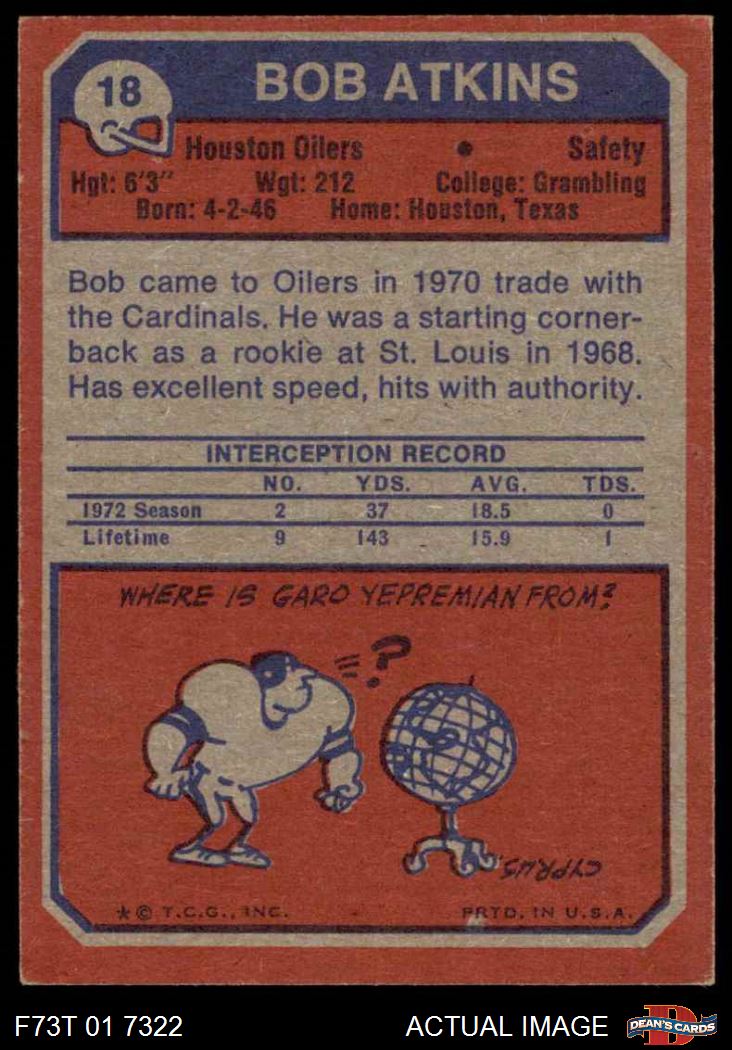 18
BOB ATKINS
Houston Oilers • Safety
Hgt: 6'3" Wgt: 212 College: Grambling
Born: 4-2-46 Home: Houston, Texas
Bob came to Oilers in 1970 trade with
the Cardinals. He was a starting corner-
back as a rookie at St. Louis in 1968.
Has excellent speed, hits with authority.
INTERCEPTION RECORD
NO. YDS. AVG. TDS.
1972 Season 2 37 18.5 0
Lifetime 9 143 15.9 1
WHERE IS GARO YEPREMIAN FROM?
?
CYPRUS.
★ © T.C.G., INC. PRTD. IN U.S.A.
F73T 01 7322 ACTUAL IMAGE D DEAN'S CARDS